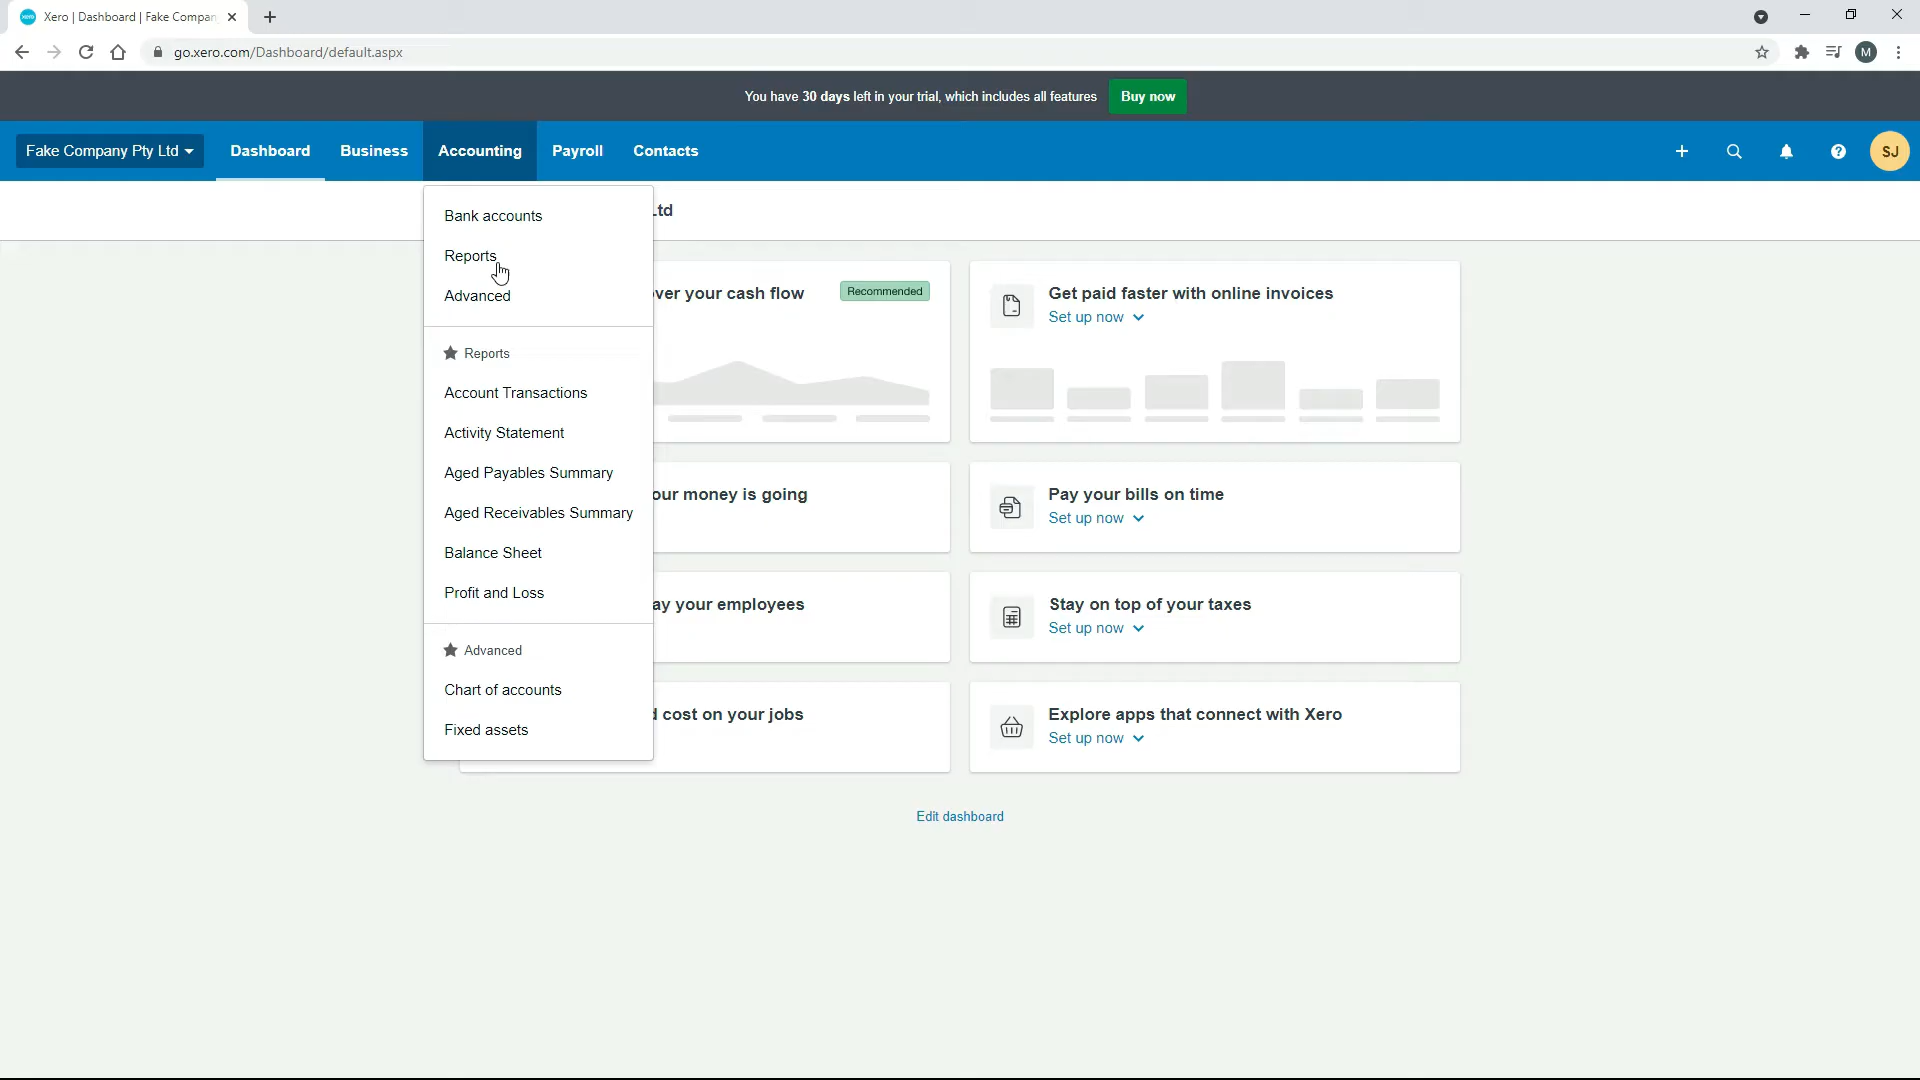 Xero | Dashboard | Fake Compan
go.xero.com/Dashboard/default.aspx
M
You have 30 days left in your trial, which includes all features
Buy now
Fake Company Pty Ltd
Dashboard
Business
Accounting
Payroll
Contacts
SJ
Bank accounts
Reports
Advanced
Reports
Account Transactions
Activity Statement
Aged Payables Summary
Aged Receivables Summary
Balance Sheet
Profit and Loss
Advanced
Chart of accounts
Fixed assets
Ltd
over your cash flow
Recommended
Get paid faster with online invoices
Set up now
our money is going
Pay your bills on time
Set up now
ay your employees
Stay on top of your taxes
Set up now
d cost on your jobs
Explore apps that connect with Xero
Set up now
Edit dashboard